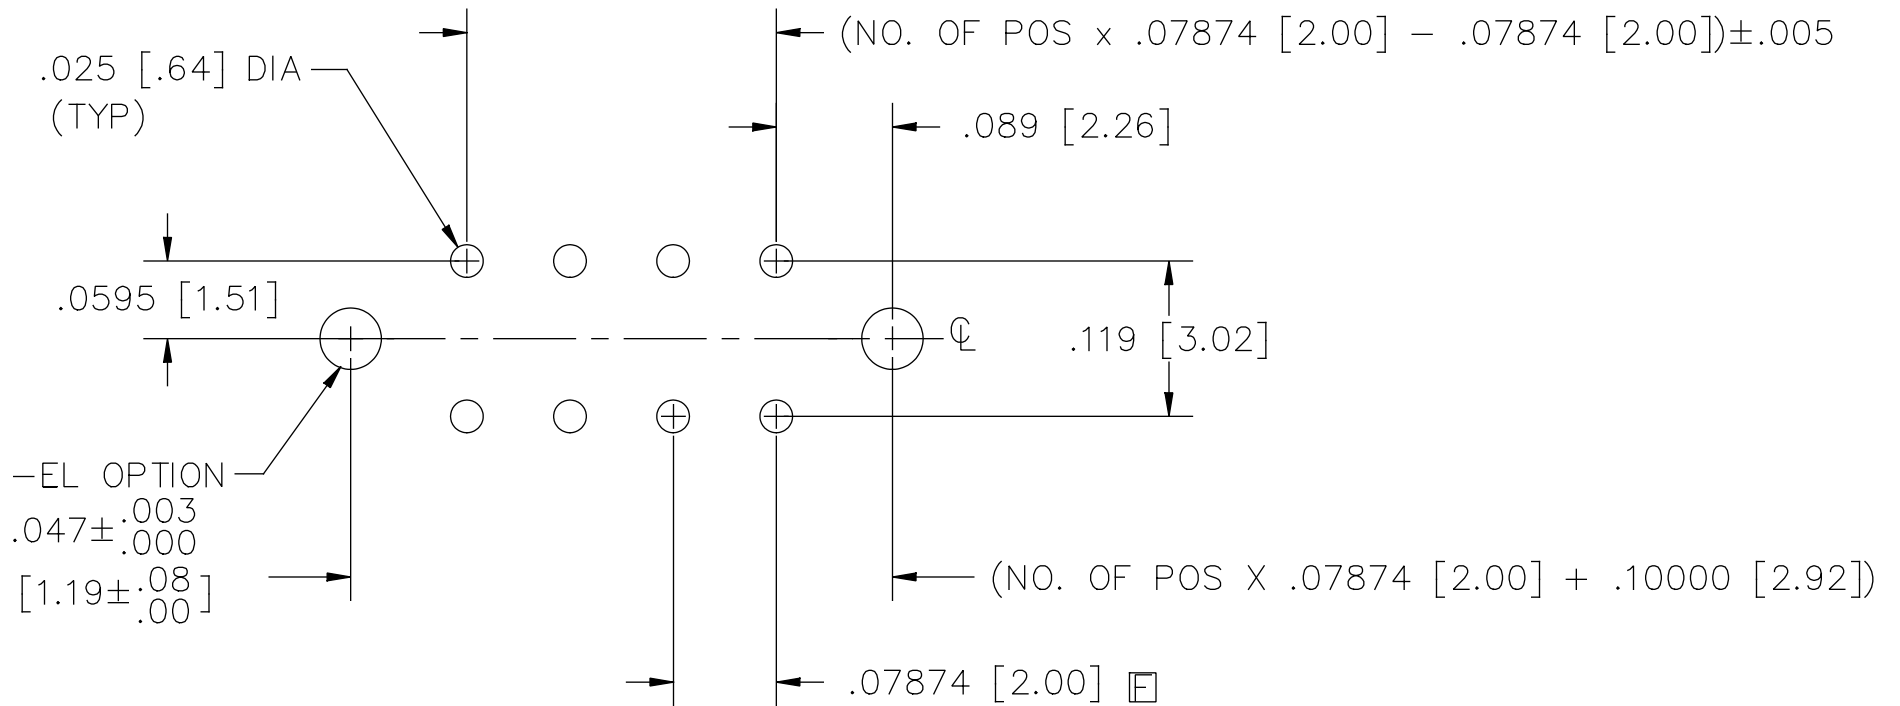 (NO. OF POS x .07874 [2.00] − .07874 [2.00])±.005
.025 [.64] DIA
(TYP)
.089 [2.26]
.0595 [1.51]
℄
.119 [3.02]
−EL OPTION
.047±.003
.000
[1.19±.08
.00]
(NO. OF POS X .07874 [2.00] + .10000 [2.92])
.07874 [2.00] F